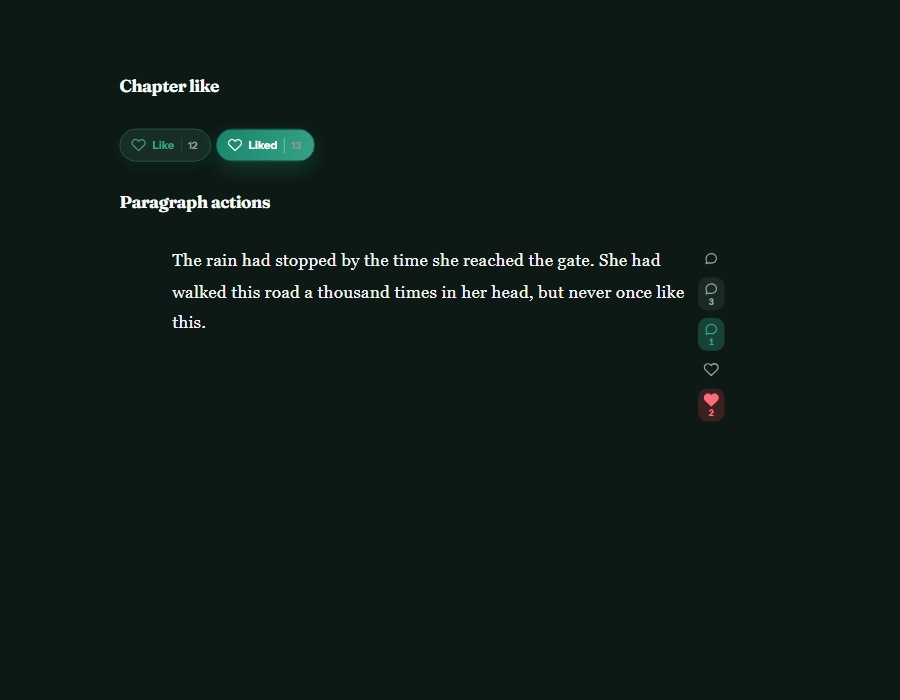 Chapter like
Like 12 Liked 13
Paragraph actions
The rain had stopped by the time she reached the gate. She had
walked this road a thousand times in her head, but never once like
this.
3
1
2